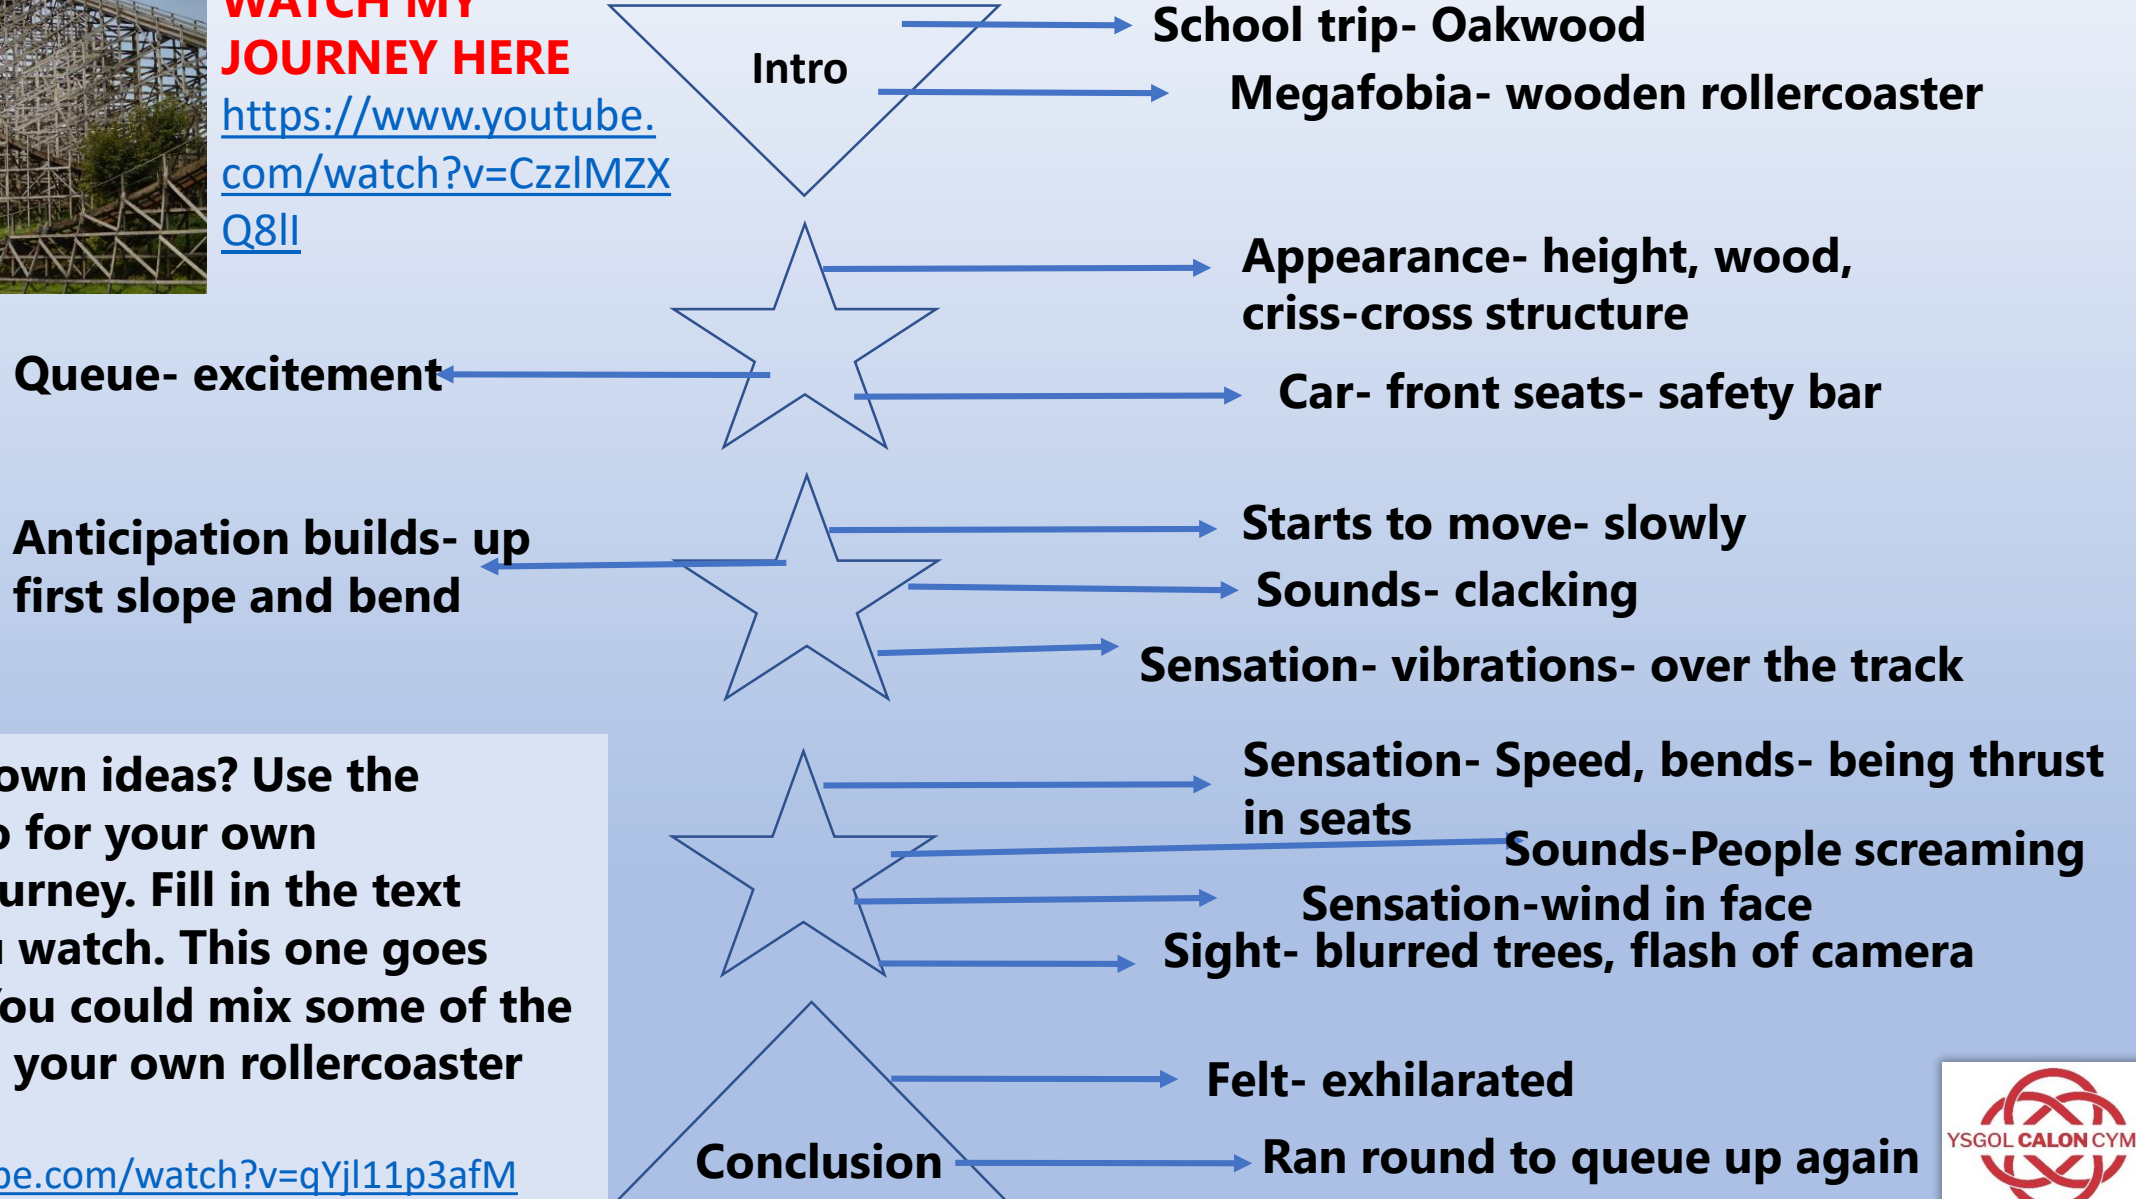 WATCH MY
JOURNEY HERE
https://www.youtube.
com/watch?v=CzzlMZX
Q8lI
Intro
School trip- Oakwood
Megafobia- wooden rollercoaster
Appearance- height, wood,
criss-cross structure
Queue- excitement
Car- front seats- safety bar
Starts to move- slowly
Anticipation builds- up
first slope and bend
Sounds- clacking
Sensation- vibrations- over the track
Sensation- Speed, bends- being thrust
in seats
Sounds-People screaming
Sensation-wind in face
Sight- blurred trees, flash of camera
own ideas? Use the
for your own
urney. Fill in the text
watch. This one goes
You could mix some of the
your own rollercoaster
be.com/watch?v=qYjl11p3afM
Felt- exhilarated
Conclusion
Ran round to queue up again
YSGOL CALON CYM